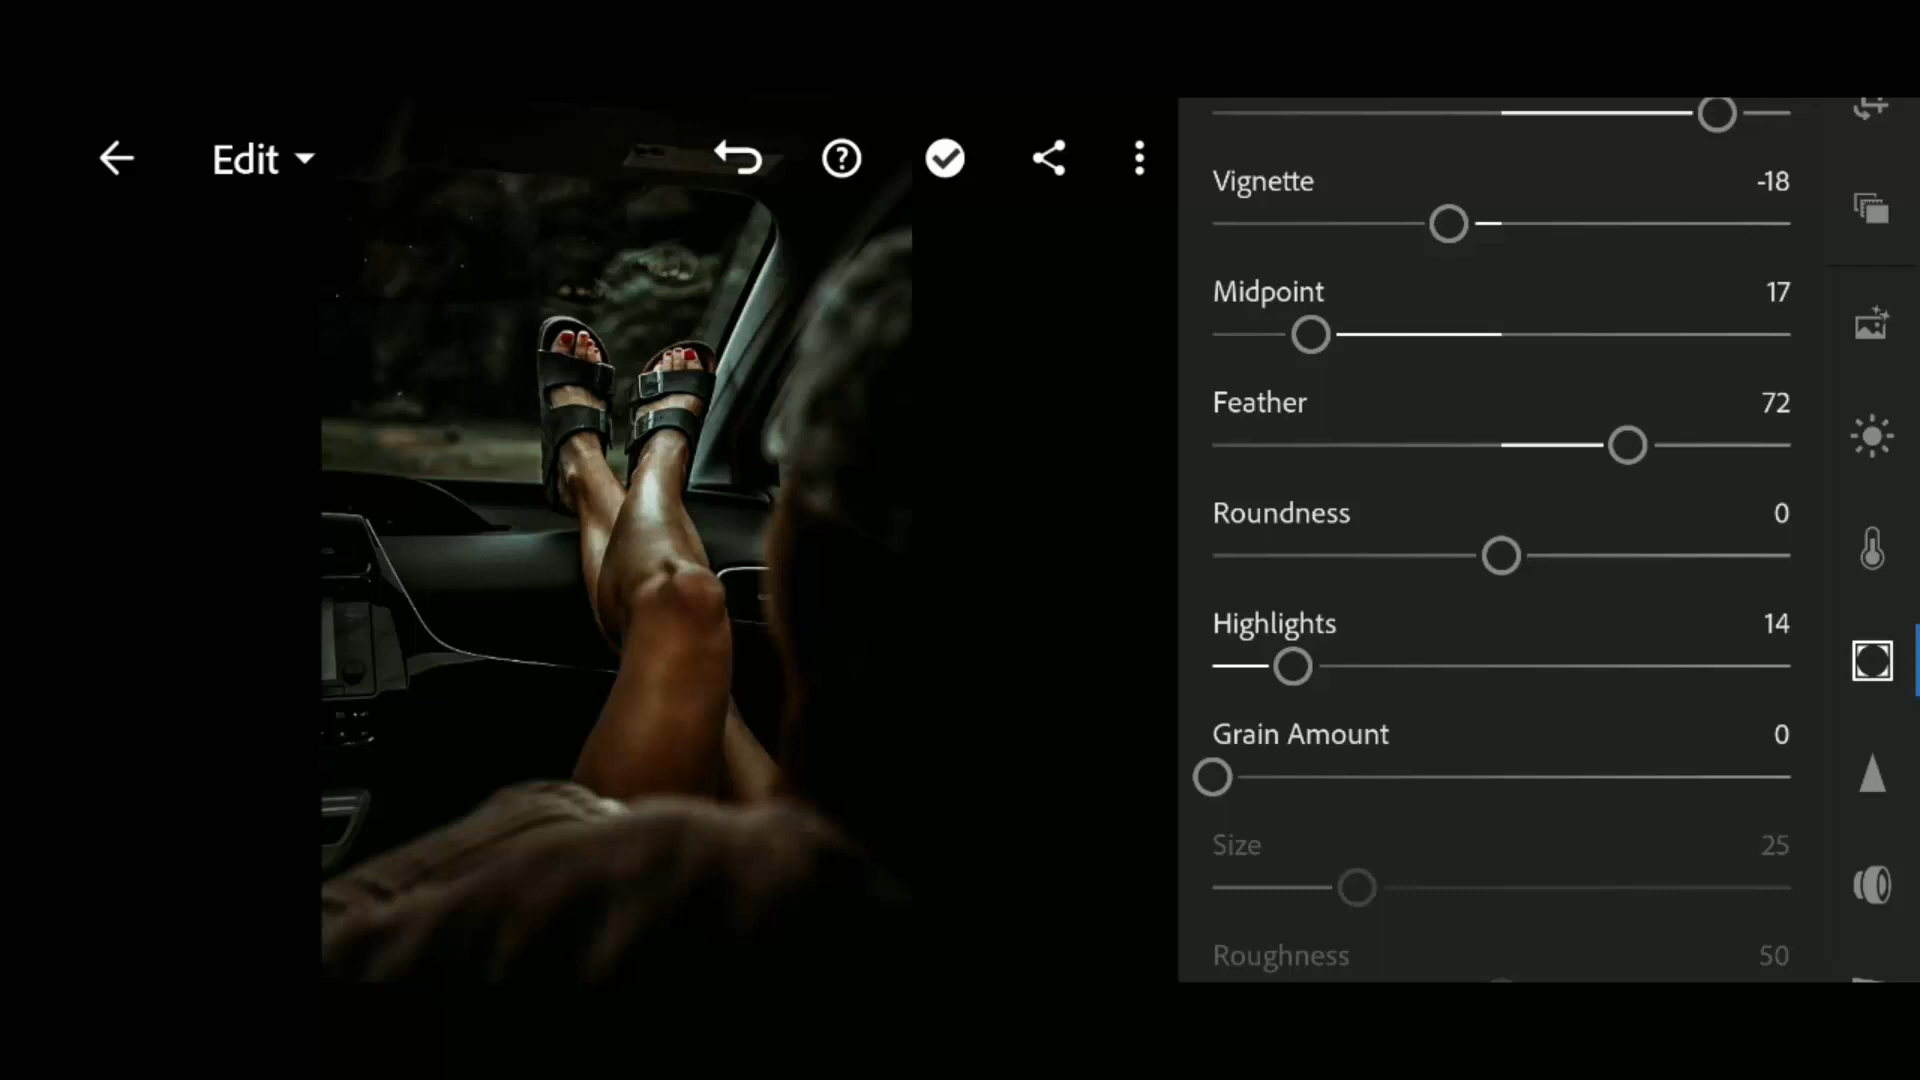 Edit
Vignette -18
Midpoint 17
Feather 72
Roundness 0
Highlights 14
Grain Amount 0
Size 25
Roughness 50